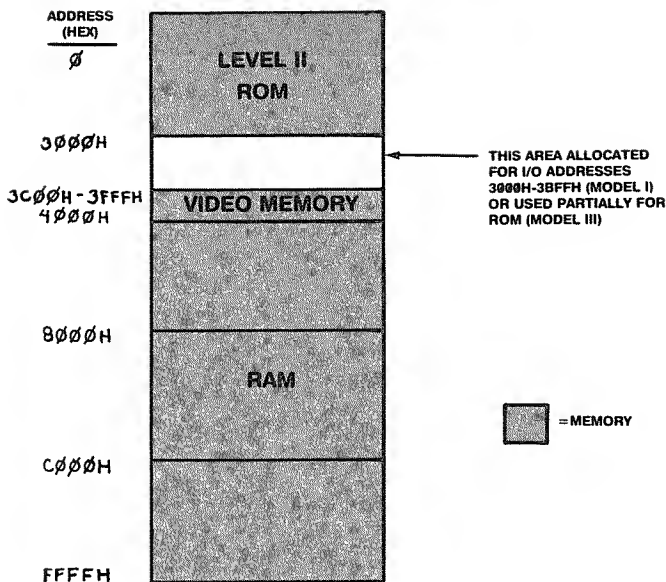 ADDRESS
(HEX)
Ø
LEVEL II
ROM
3ØØØH
THIS AREA ALLOCATED
FOR I/O ADDRESSES
3000H-3BFFH (MODEL I)
OR USED PARTIALLY FOR
ROM (MODEL III)
3CØØH-3FFFH
VIDEO MEMORY
4ØØØH
8ØØØH
RAM
=MEMORY
CØØØH
FFFFH